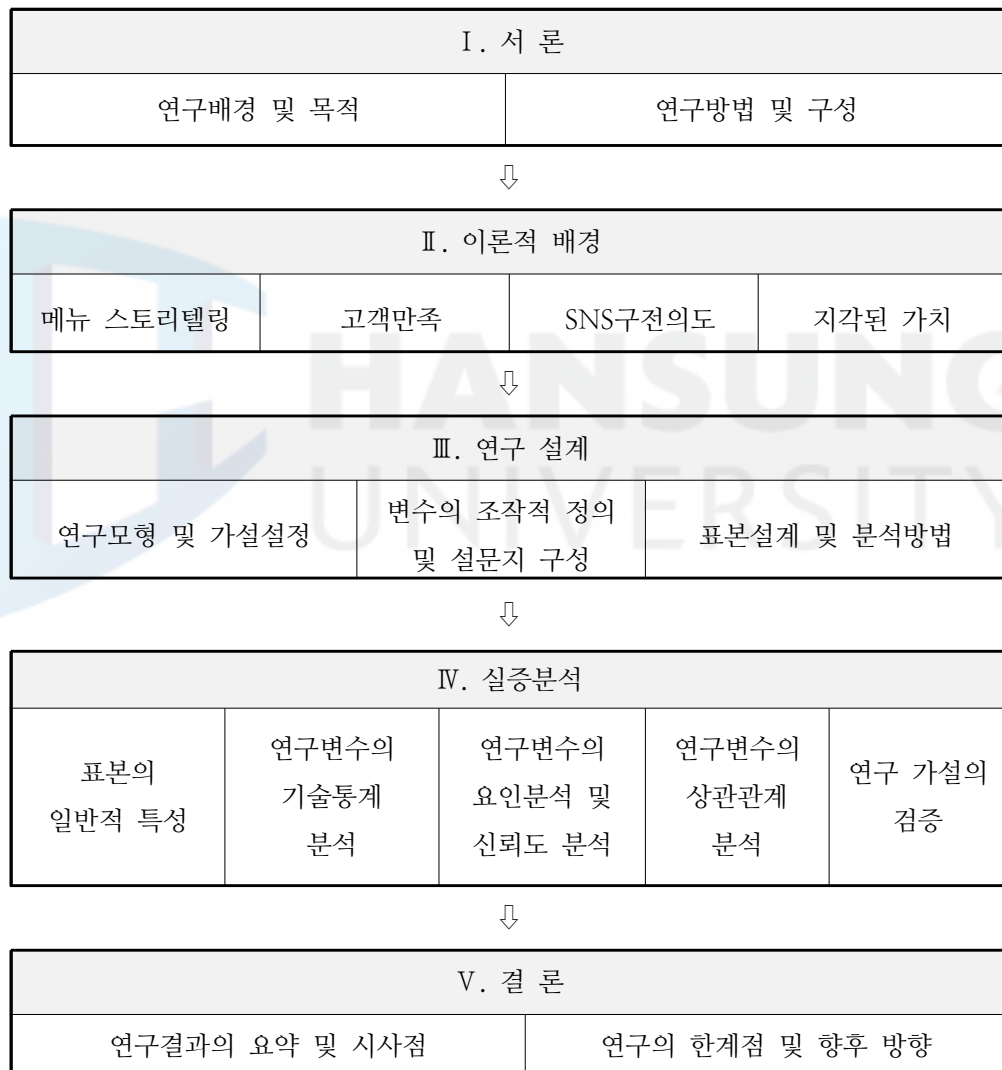 Ⅰ. 서 론
연구배경 및 목적 연구방법 및 구성
⇩
Ⅱ. 이론적 배경
메뉴 스토리텔링 고객만족 SNS구전의도 지각된 가치
⇩
Ⅲ. 연구 설계
연구모형 및 가설설정 변수의 조작적 정의 및 설문지 구성 표본설계 및 분석방법
⇩
Ⅳ. 실증분석
표본의
일반적 특성
연구변수의
기술통계
분석
연구변수의
요인분석 및
신뢰도 분석
연구변수의
상관관계
분석
연구 가설의
검증
⇩
Ⅴ. 결 론
연구결과의 요약 및 시사점 연구의 한계점 및 향후 방향
HANSUNG
UNIVERSITY